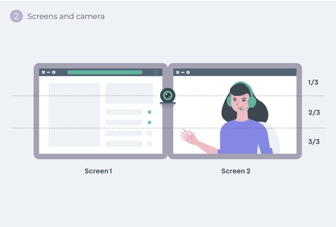 2 Screens and camera
1/3
2/3
3/3
Screen 1
Screen 2